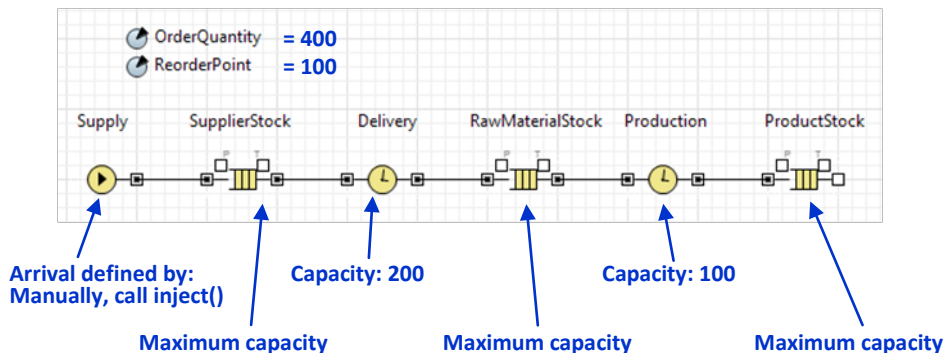 OrderQuantity = 400
ReorderPoint = 100
Supply SupplierStock Delivery RawMaterialStock Production ProductStock
P T P T P T
Arrival defined by: Capacity: 200 Capacity: 100
Manually, call inject()
Maximum capacity Maximum capacity Maximum capacity